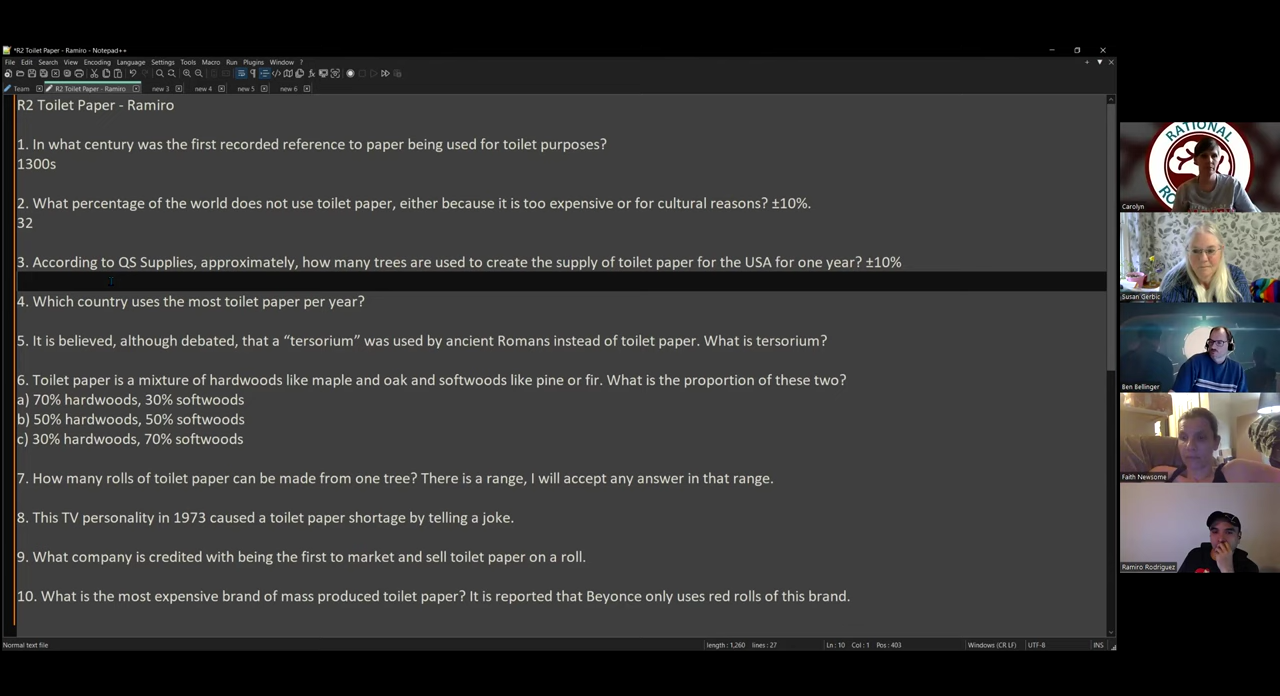 *R2 Toilet Paper - Ramiro - Notepad++
File Edit Search View Encoding Language Settings Tools Macro Run Plugins Window ?
Team R2 Toilet Paper - Ramiro new 3 new 4 new 5 new 6
R2 Toilet Paper - Ramiro
1. In what century was the first recorded reference to paper being used for toilet purposes?
1300s
2. What percentage of the world does not use toilet paper, either because it is too expensive or for cultural reasons? ±10%.
32
3. According to QS Supplies, approximately, how many trees are used to create the supply of toilet paper for the USA for one year? ±10%
4. Which country uses the most toilet paper per year?
5. It is believed, although debated, that a “tersorium” was used by ancient Romans instead of toilet paper. What is tersorium?
6. Toilet paper is a mixture of hardwoods like maple and oak and softwoods like pine or fir. What is the proportion of these two?
a) 70% hardwoods, 30% softwoods
b) 50% hardwoods, 50% softwoods
c) 30% hardwoods, 70% softwoods
7. How many rolls of toilet paper can be made from one tree? There is a range, I will accept any answer in that range.
8. This TV personality in 1973 caused a toilet paper shortage by telling a joke.
9. What company is credited with being the first to market and sell toilet paper on a roll.
10. What is the most expensive brand of mass produced toilet paper? It is reported that Beyonce only uses red rolls of this brand.
Normal text file length : 1,260 lines : 27 Ln : 10 Col : 1 Pos : 403 Windows (CR LF) UTF-8 INS
RATIONAL
Carolyn
Susan Gerbic
Ben Bellinger
Faith Newsome
Ramiro Rodriguez